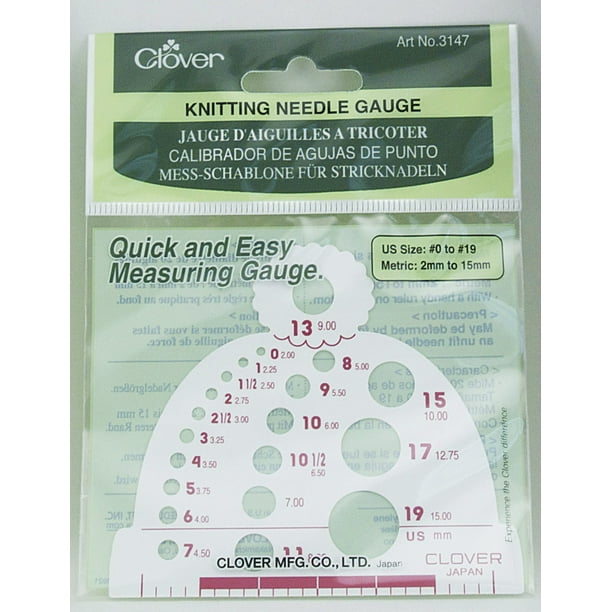 Clover
Art No.3147
KNITTING NEEDLE GAUGE
JAUGE D'AIGUILLES A TRICOTER
CALIBRADOR DE AGUJAS DE PUNTO
MESS-SCHABLONE FÜR STRICKNADELN
Quick and Easy
Measuring Gauge.
US Size: #0 to #19
Metric: 2mm to 15mm
13 9.00
0 2.00
1 2.25
1 1/2 2.50
2 2.75
2 1/2 3.00
3 3.25
4 3.50
5 3.75
6 4.00
7 4.50
8 5.00
9 5.50
10 6.00
10 1/2 6.50
7.00
11
15 10.00
17 12.75
19 15.00
US mm
CLOVER MFG.CO.,LTD. Japan
CLOVER
JAPAN
Experience the Clover difference